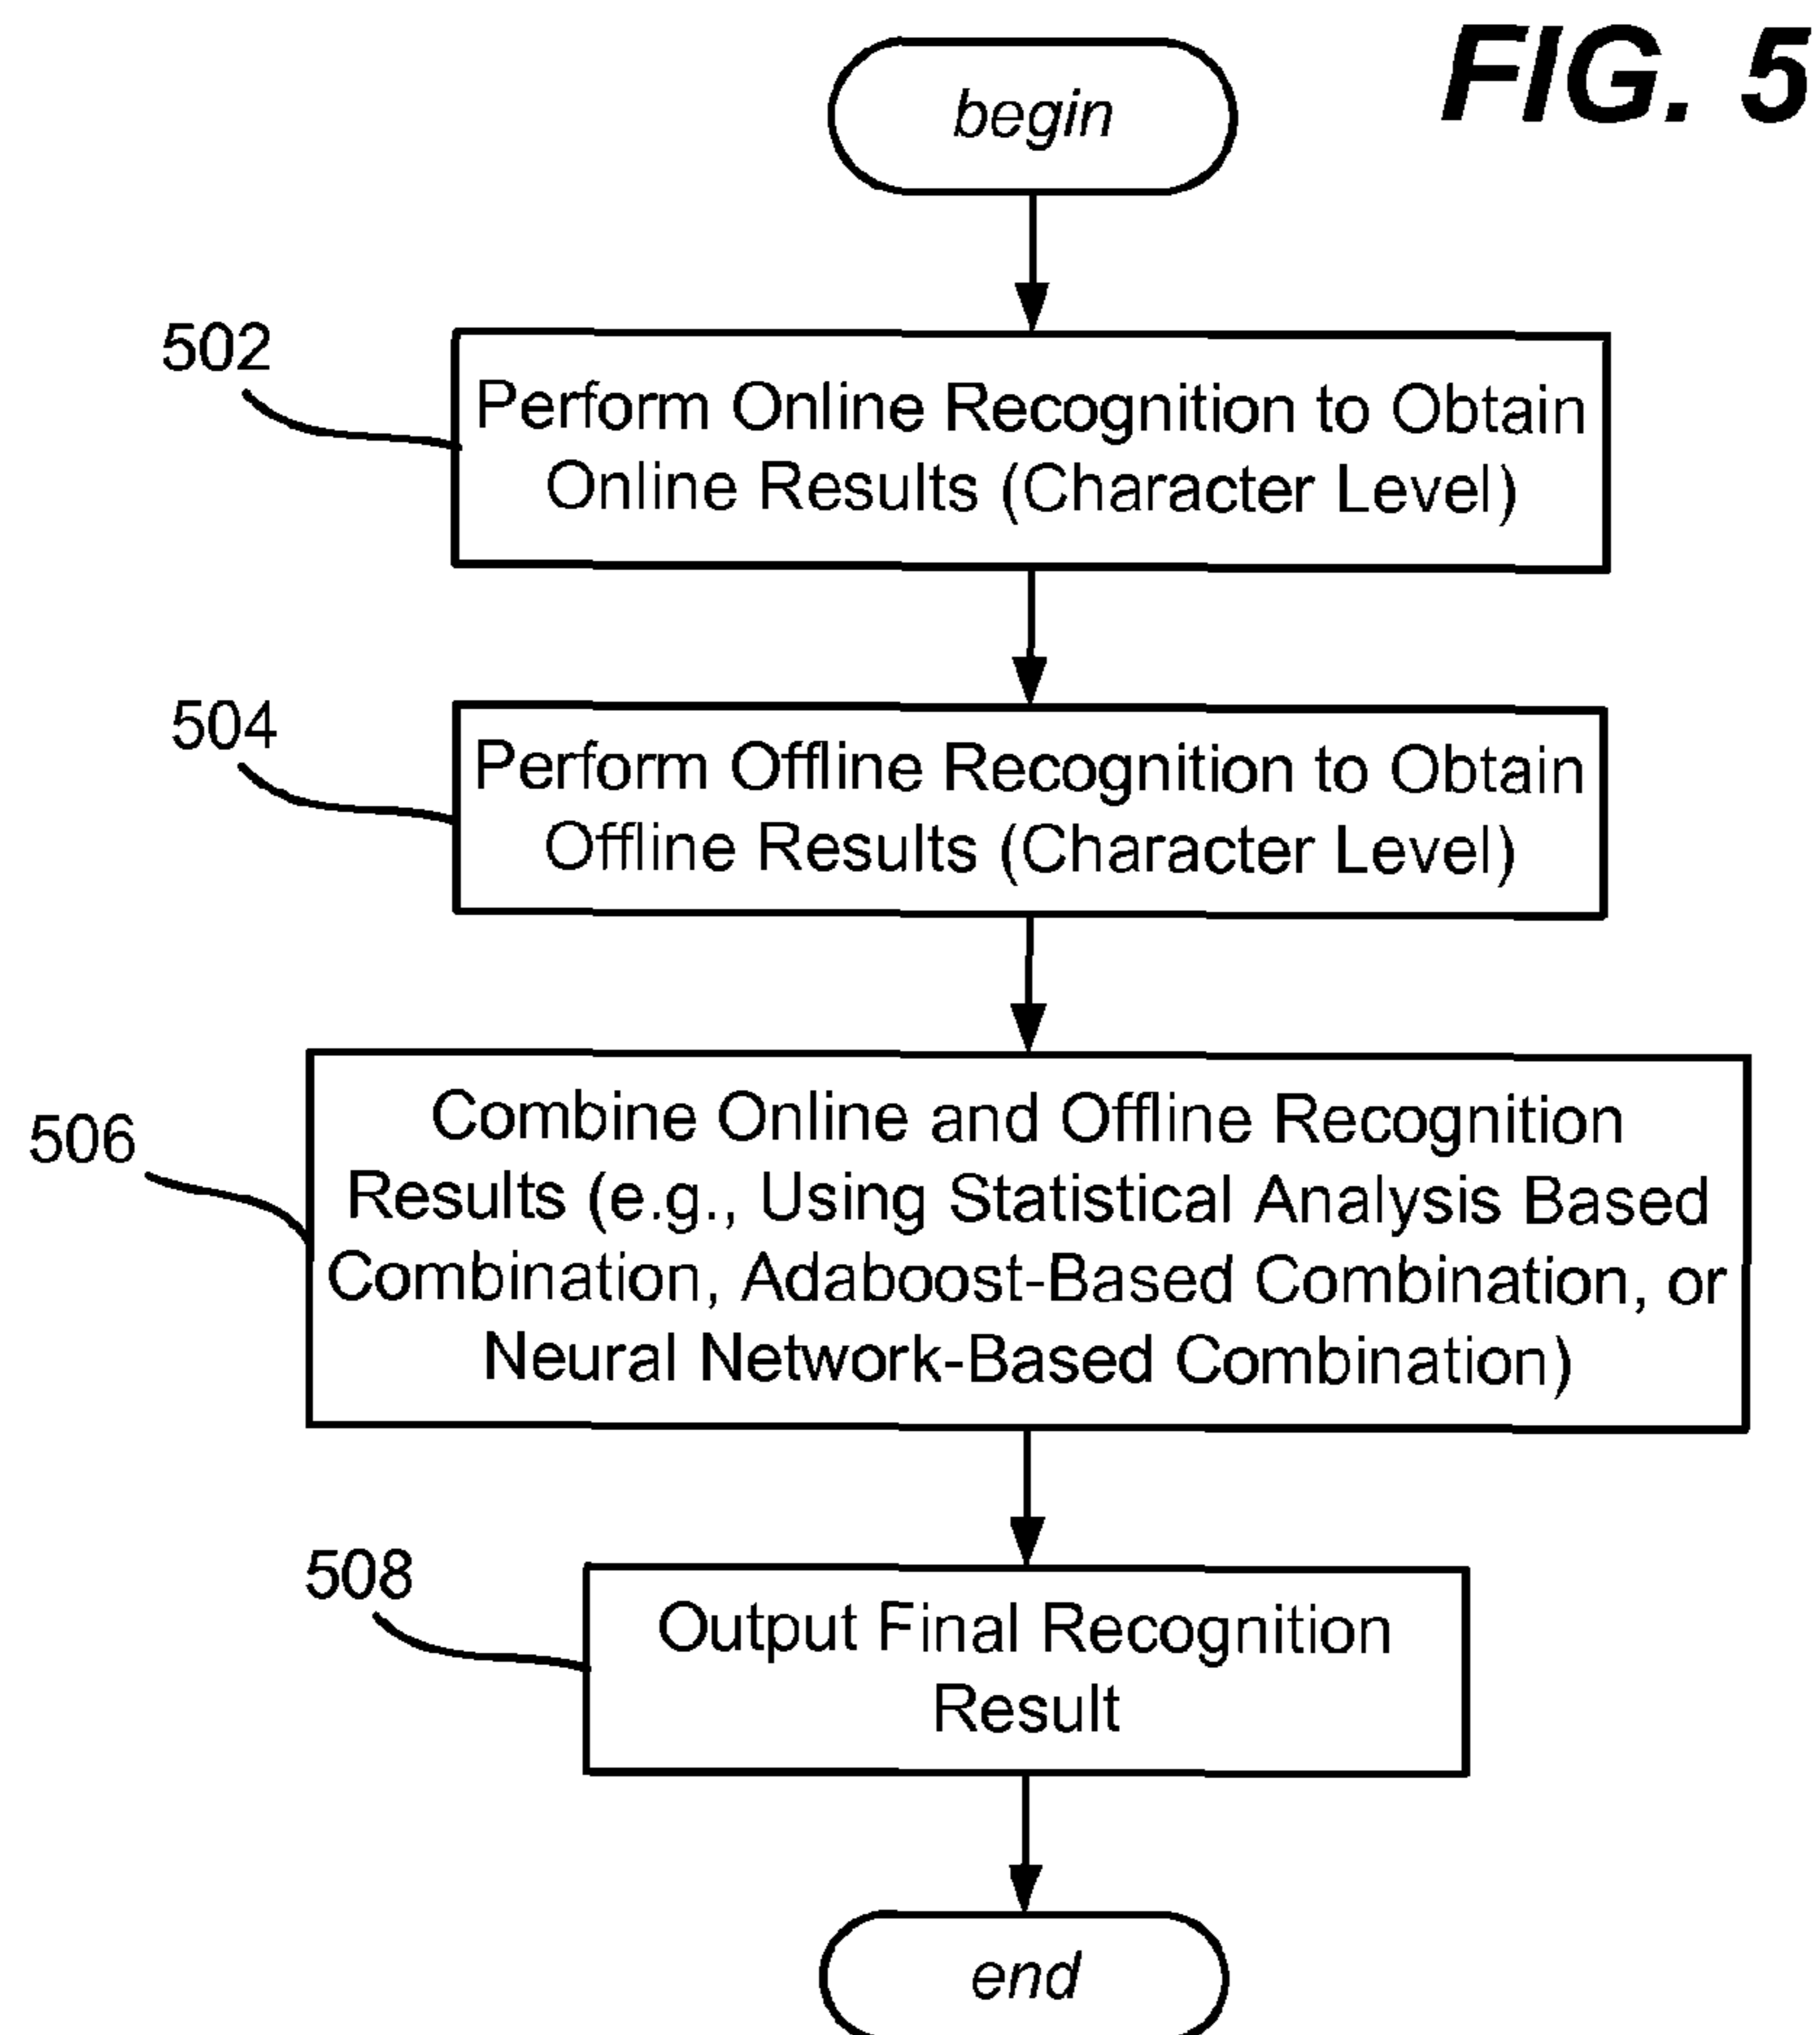 FIG. 5
begin
502
Perform Online Recognition to Obtain
Online Results (Character Level)
504
Perform Offline Recognition to Obtain
Offline Results (Character Level)
506
Combine Online and Offline Recognition
Results (e.g., Using Statistical Analysis Based
Combination, Adaboost-Based Combination, or
Neural Network-Based Combination)
508
Output Final Recognition
Result
end